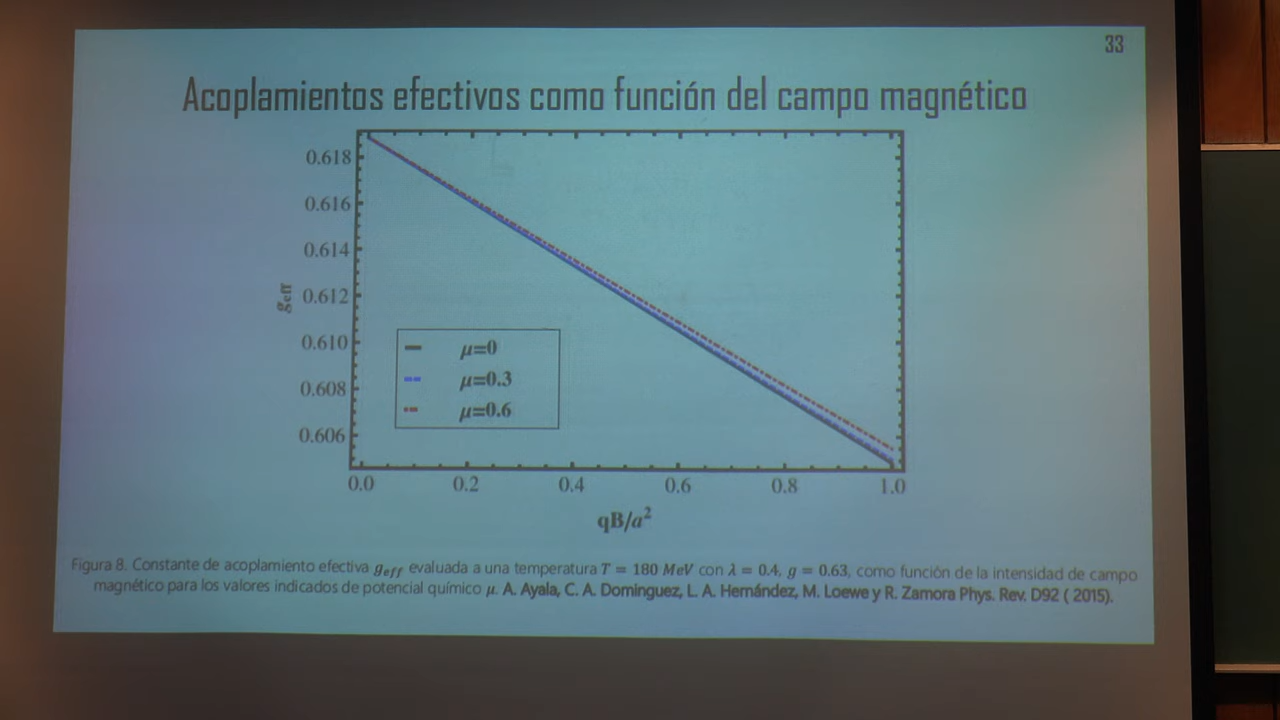 33
Acoplamientos efectivos como función del campo magnético
0.618
0.616
0.614
0.612
0.610
0.608
0.606
geff
μ=0
μ=0.3
μ=0.6
0.0 0.2 0.4 0.6 0.8 1.0
qB/a²
Figura 8. Constante de acoplamiento efectiva geff evaluada a una temperatura T = 180 MeV con λ = 0.4, g = 0.63, como función de la intensidad de campo
magnético para los valores indicados de potencial químico μ. A. Ayala, C. A. Dominguez, L. A. Hernández, M. Loewe y R. Zamora Phys. Rev. D92 ( 2015).